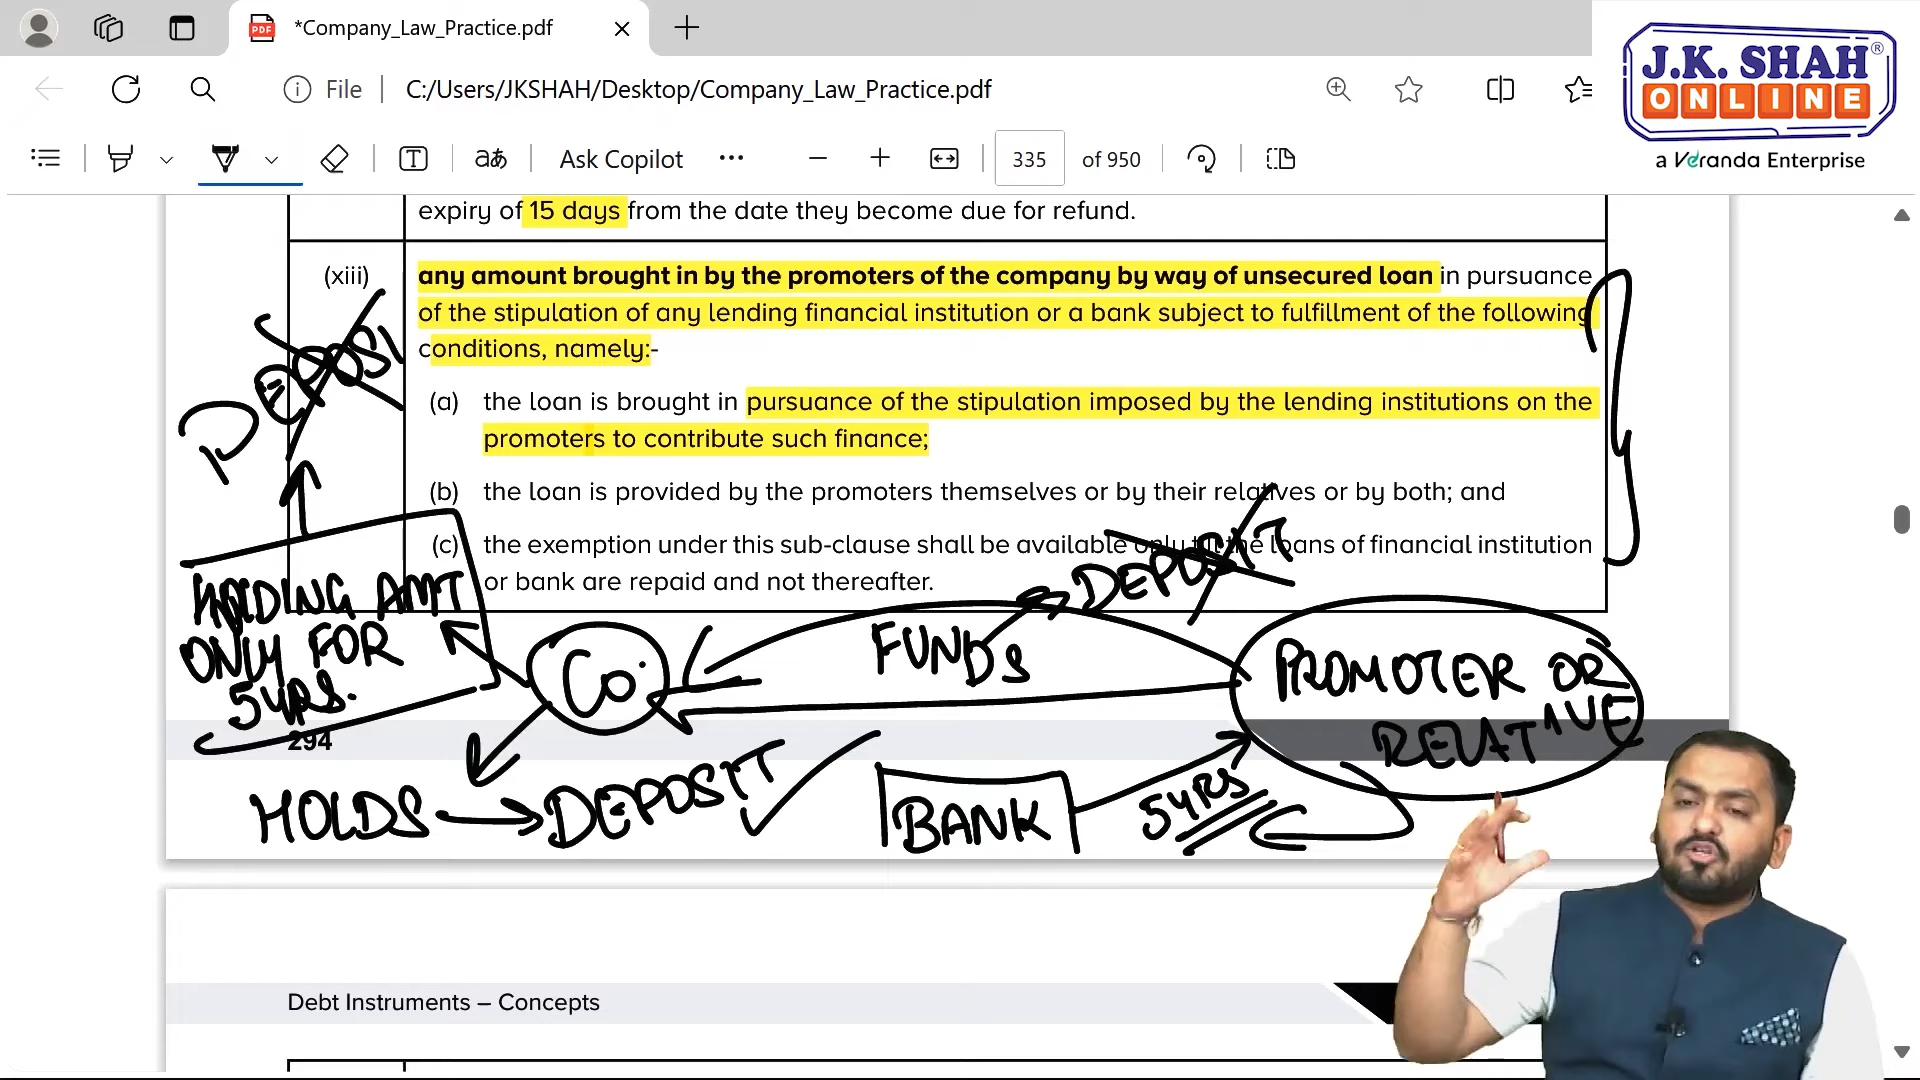 *Company_Law_Practice.pdf
J.K. SHAH®
ONLINE
a Veranda Enterprise
File
C:/Users/JKSHAH/Desktop/Company_Law_Practice.pdf
Ask Copilot
335 of 950
expiry of 15 days from the date they become due for refund.
(xiii) any amount brought in by the promoters of the company by way of unsecured loan in pursuance
of the stipulation of any lending financial institution or a bank subject to fulfillment of the following
conditions, namely:-
(a) the loan is brought in pursuance of the stipulation imposed by the lending institutions on the
promoters to contribute such finance;
(b) the loan is provided by the promoters themselves or by their relatives or by both; and
(c) the exemption under this sub-clause shall be available only till the loans of financial institution
or bank are repaid and not thereafter.
DEPOSIT
HOLDING AMT
ONLY FOR
5 YRS.
Co.
FUNDS
PROMOTER OR
RELATIVE
294
HOLDS → DEPOSIT
BANK
5 YRS
Debt Instruments – Concepts